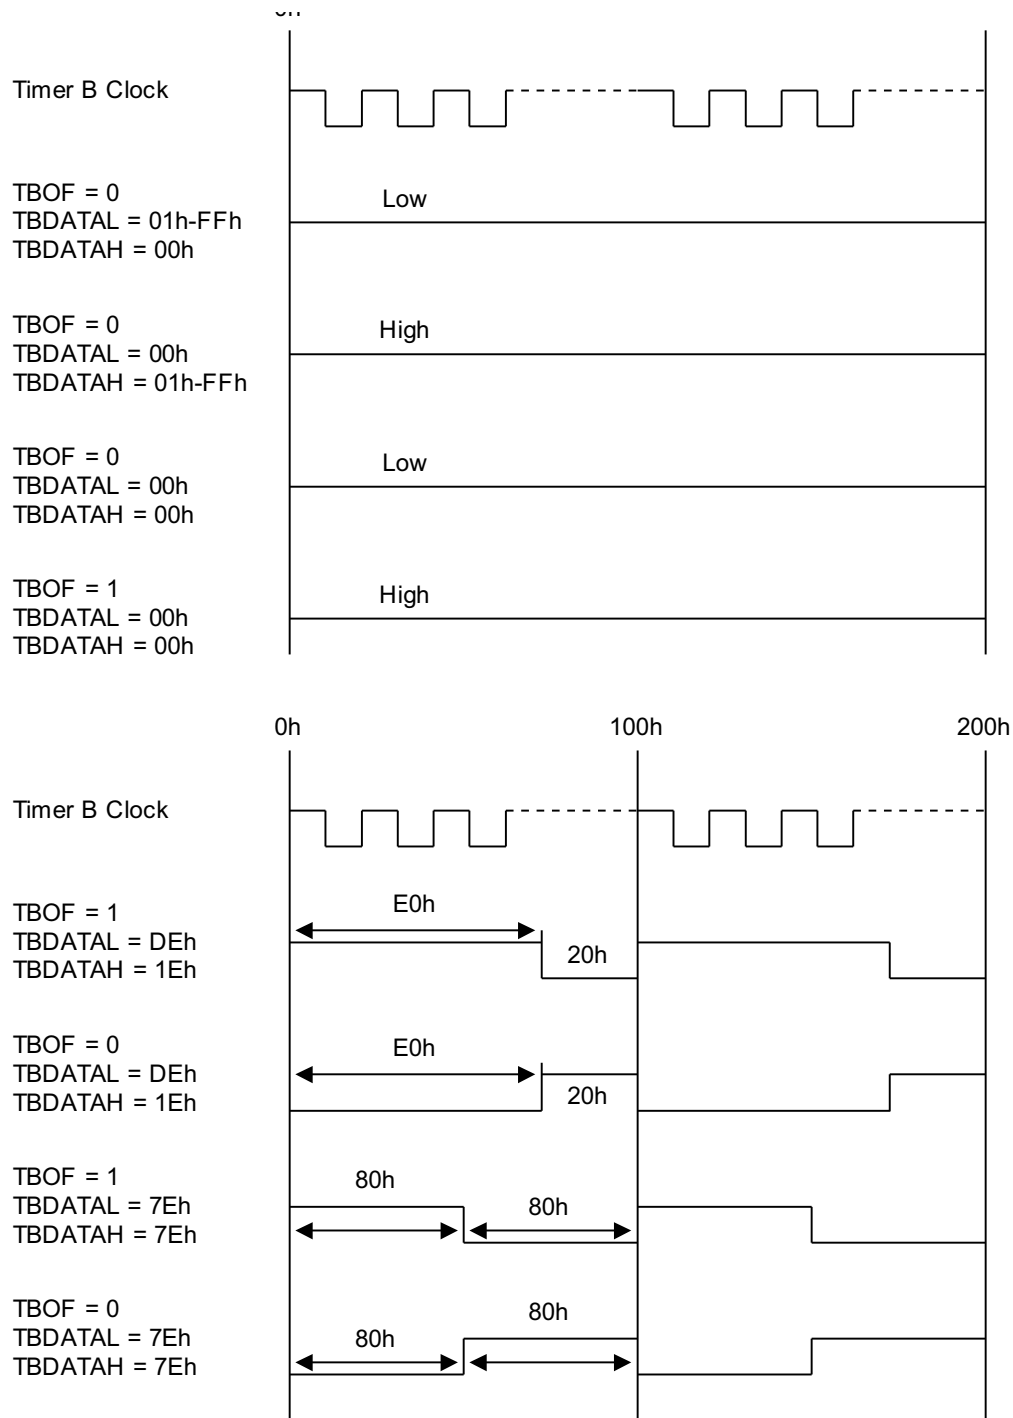 Timer B Clock
TBOF = 0
TBDATAL = 01h-FFh
TBDATAH = 00h
Low
TBOF = 0
TBDATAL = 00h
TBDATAH = 01h-FFh
High
TBOF = 0
TBDATAL = 00h
TBDATAH = 00h
Low
TBOF = 1
TBDATAL = 00h
TBDATAH = 00h
High
0h 100h 200h
Timer B Clock
TBOF = 1
TBDATAL = DEh
TBDATAH = 1Eh
E0h
20h
TBOF = 0
TBDATAL = DEh
TBDATAH = 1Eh
E0h
20h
TBOF = 1
TBDATAL = 7Eh
TBDATAH = 7Eh
80h
80h
TBOF = 0
TBDATAL = 7Eh
TBDATAH = 7Eh
80h
80h